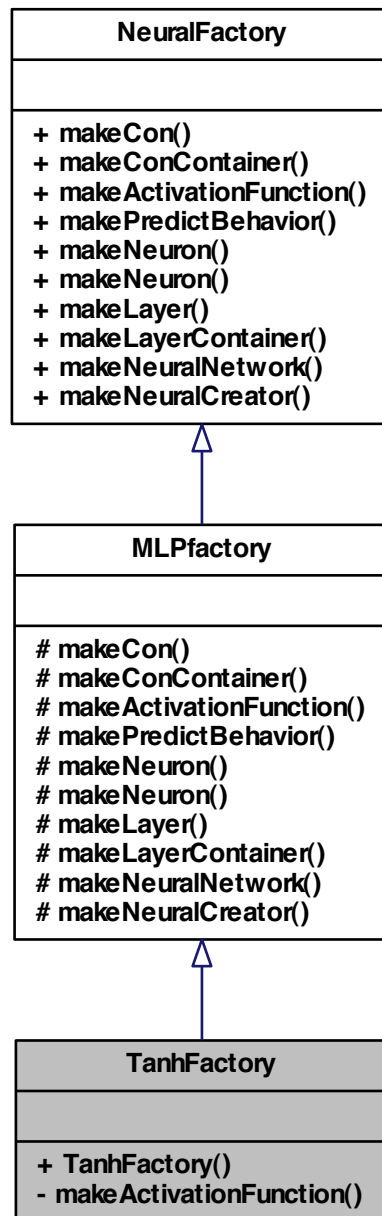 NeuralFactory
+ makeCon()
+ makeConContainer()
+ makeActivationFunction()
+ makePredictBehavior()
+ makeNeuron()
+ makeNeuron()
+ makeLayer()
+ makeLayerContainer()
+ makeNeuralNetwork()
+ makeNeuralCreator()
MLPfactory
# makeCon()
# makeConContainer()
# makeActivationFunction()
# makePredictBehavior()
# makeNeuron()
# makeNeuron()
# makeLayer()
# makeLayerContainer()
# makeNeuralNetwork()
# makeNeuralCreator()
TanhFactory
+ TanhFactory()
- makeActivationFunction()